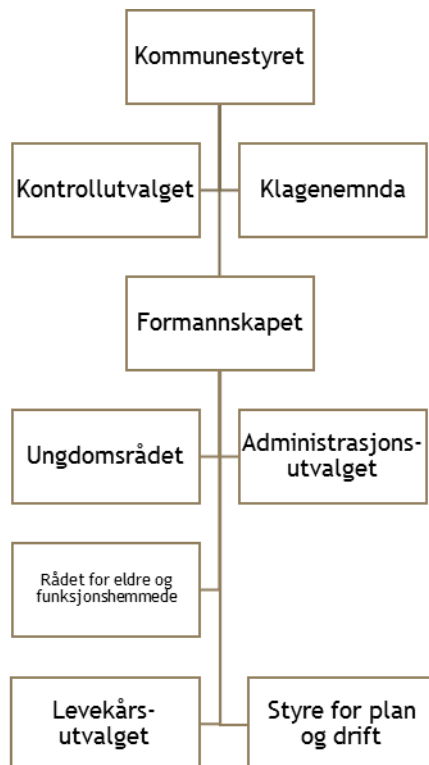 Kommunestyret
Kontrollutvalget
Klagenemnda
Formannskapet
Ungdomsrådet
Administrasjons-
utvalget
Rådet for eldre og
funksjonshemmede
Levekårs-
utvalget
Styre for plan
og drift